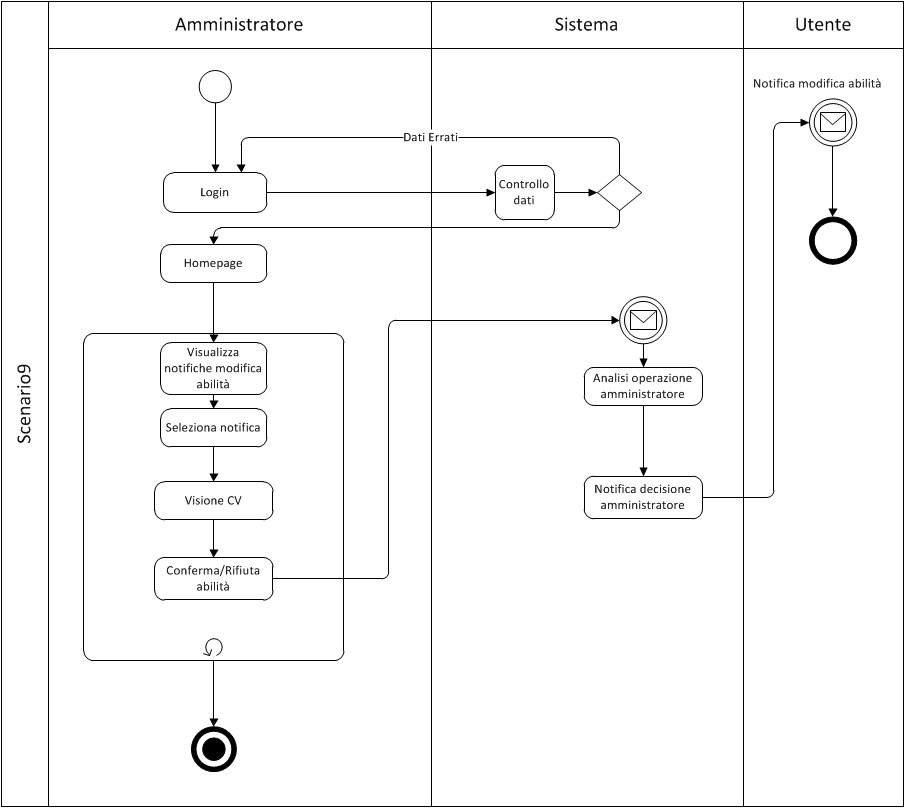 Amministratore
Sistema
Utente
Scenario9
Notifica modifica abilità
Dati Errati
Login
Controllo
dati
Homepage
Visualizza
notifiche modifica
abilità
Seleziona notifica
Visione CV
Conferma/Rifiuta
abilità
Analisi operazione
amministratore
Notifica decisione
amministratore